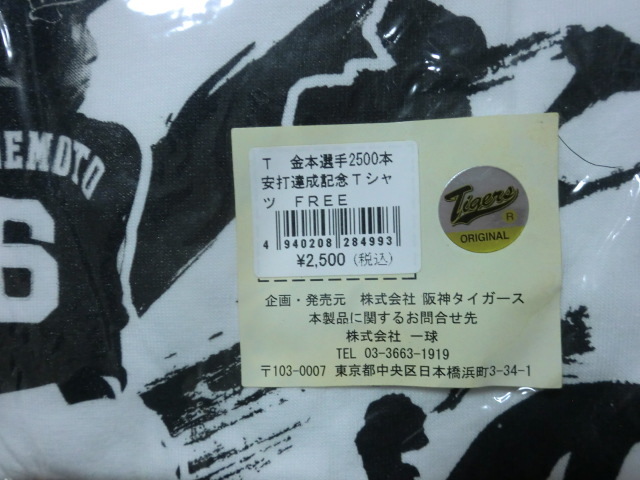 EMOTO
6
T 金本選手2500本
安打達成記念Tシャ
ツ FREE
4 940208 284993
¥2,500 (税込)
Tigers
R
ORIGINAL
企画・発売元 株式会社 阪神タイガース
本製品に関するお問合せ先
株式会社 一球
TEL 03-3663-1919
〒103-0007 東京都中央区日本橋浜町3-34-1